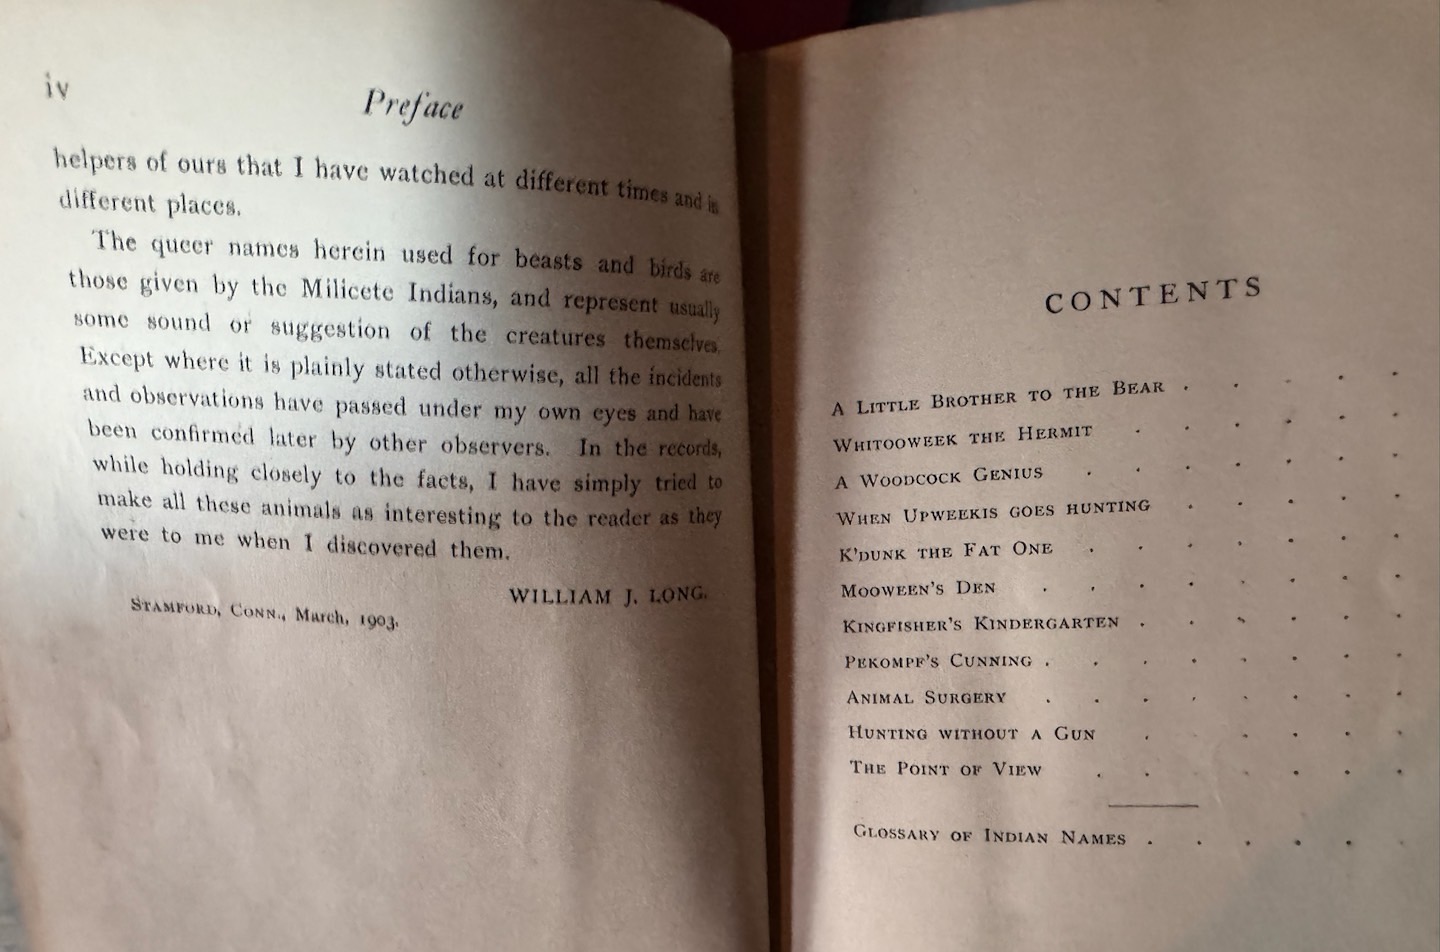 iv
Preface
helpers of ours that I have watched at different times and in
different places.
The queer names herein used for beasts and birds are
those given by the Milicete Indians, and represent usually
some sound or suggestion of the creatures themselves.
Except where it is plainly stated otherwise, all the incidents
and observations have passed under my own eyes and have
been confirmed later by other observers. In the records,
while holding closely to the facts, I have simply tried to
make all these animals as interesting to the reader as they
were to me when I discovered them.
WILLIAM J. LONG.
STAMFORD, CONN., March, 1903.
CONTENTS
A LITTLE BROTHER TO THE BEAR . . . . .
WHITOOWEEK THE HERMIT . . . . . .
A WOODCOCK GENIUS . . . . . . .
WHEN UPWEEKIS GOES HUNTING . . . . .
K'DUNK THE FAT ONE . . . . . . .
MOOWEEN'S DEN . . . . . . . .
KINGFISHER'S KINDERGARTEN . . . . . .
PEKOMPF'S CUNNING . . . . . . . .
ANIMAL SURGERY . . . . . . . .
HUNTING WITHOUT A GUN . . . . .
THE POINT OF VIEW . . . . . . .
GLOSSARY OF INDIAN NAMES . . . . . .